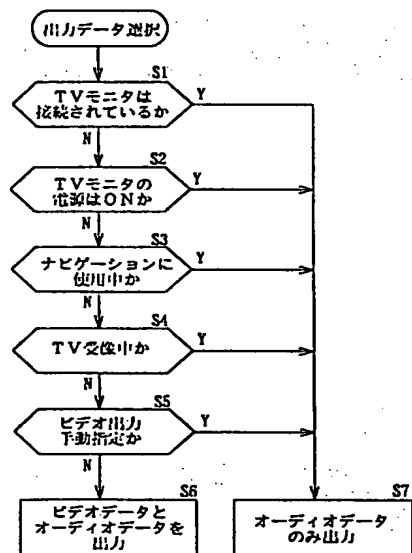 出力データ選択
S1
TVモニタは
接続されているか
Y
N
S2
TVモニタの
電源はONか
Y
N
S3
ナビゲーションに
使用中か
Y
N
S4
TV受像中か
Y
N
S5
ビデオ出力
手動指定か
Y
N
S6
ビデオデータと
オーディオデータを
出力
S7
オーディオデータ
のみ出力